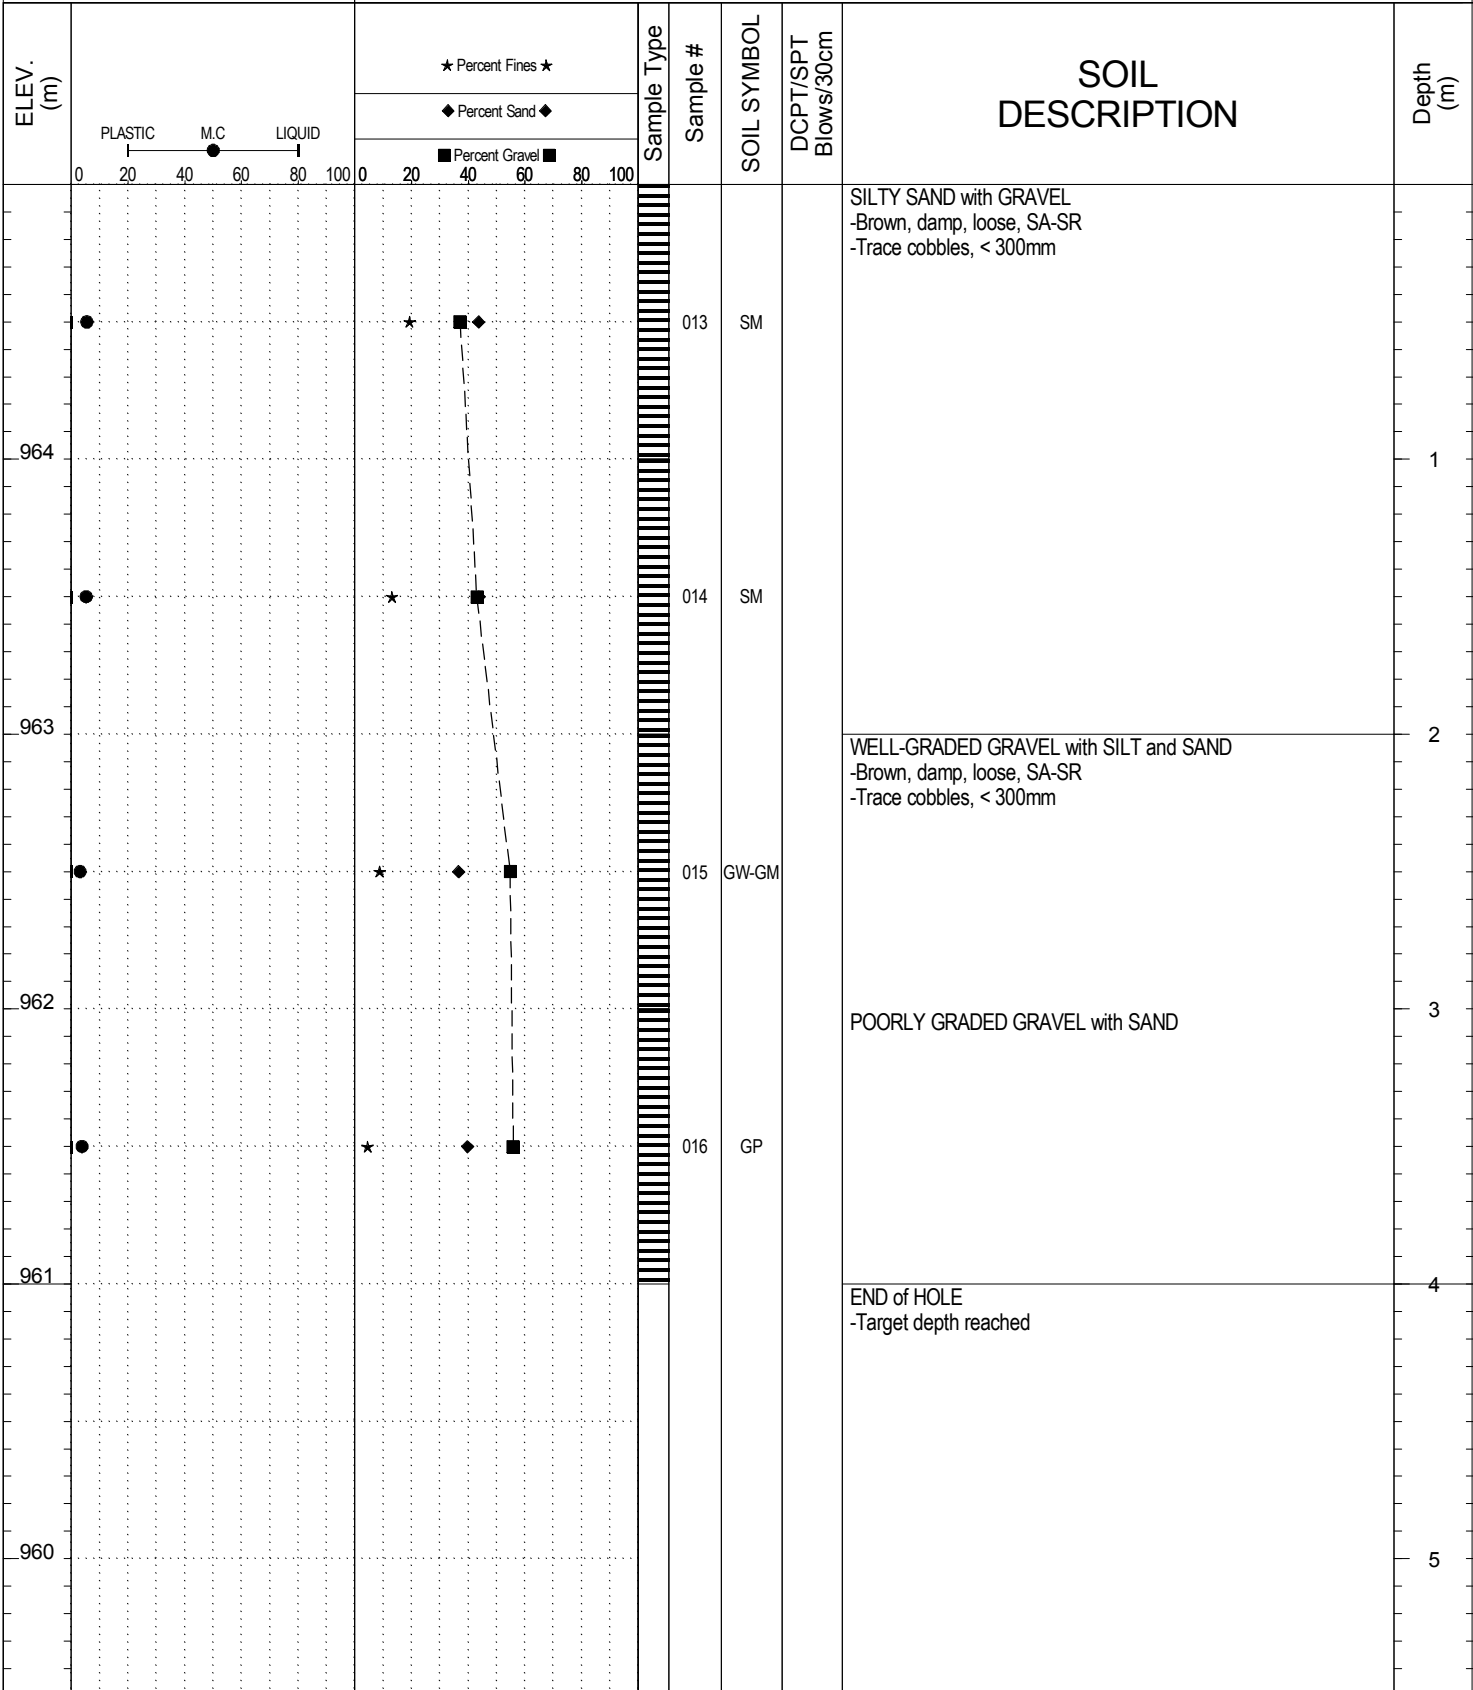 ELEV.
(m)
PLASTIC M.C LIQUID
0 20 40 60 80 100
★ Percent Fines ★
◆ Percent Sand ◆
■ Percent Gravel ■
0 20 40 60 80 100
Sample Type
Sample #
SOIL SYMBOL
DCPT/SPT
Blows/30cm
SOIL
DESCRIPTION
Depth
(m)
SILTY SAND with GRAVEL
-Brown, damp, loose, SA-SR
-Trace cobbles, < 300mm
013 SM
964 1
014 SM
963 2
WELL-GRADED GRAVEL with SILT and SAND
-Brown, damp, loose, SA-SR
-Trace cobbles, < 300mm
015 GW-GM
962 3
POORLY GRADED GRAVEL with SAND
016 GP
961 4
END of HOLE
-Target depth reached
960 5